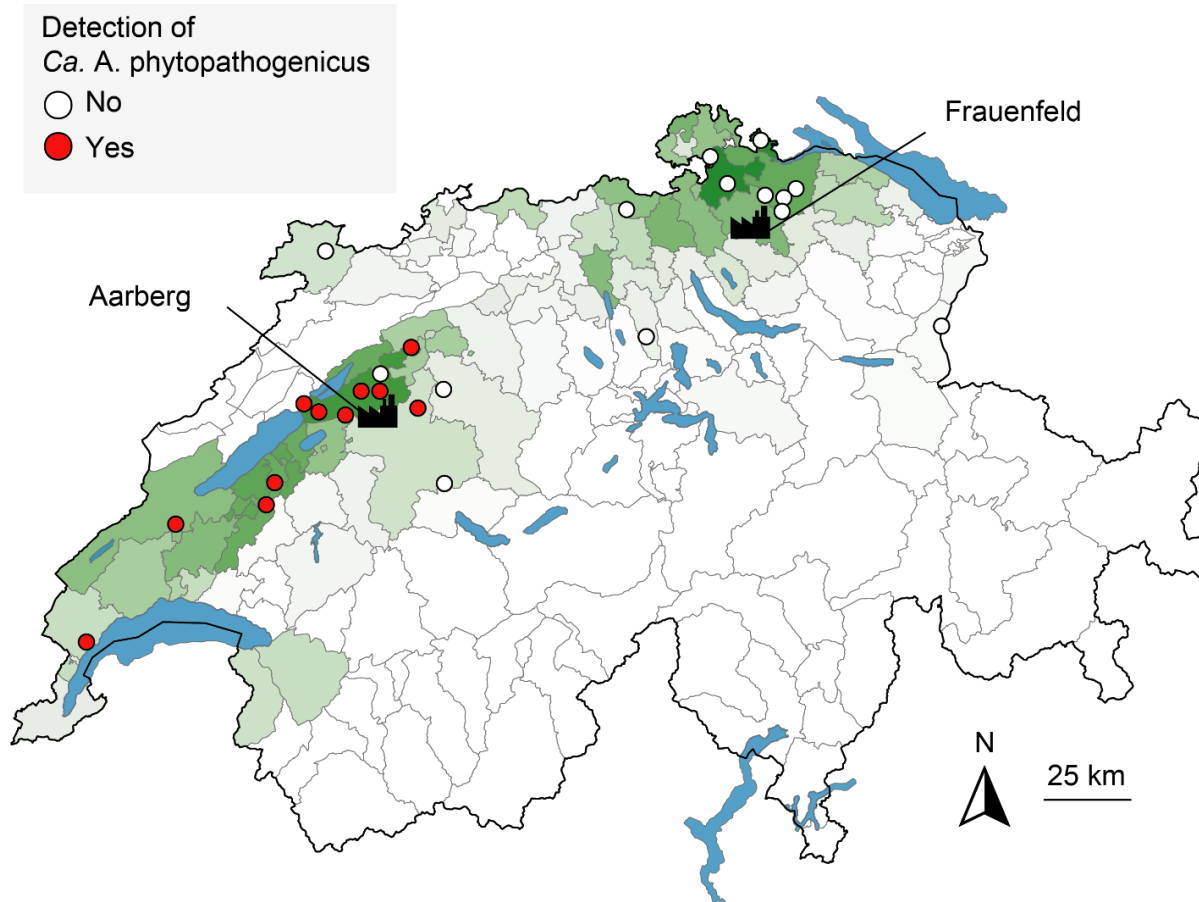 Detection of
Ca. A. phytopathogenicus
No
Yes
Frauenfeld
Aarberg
N
25 km